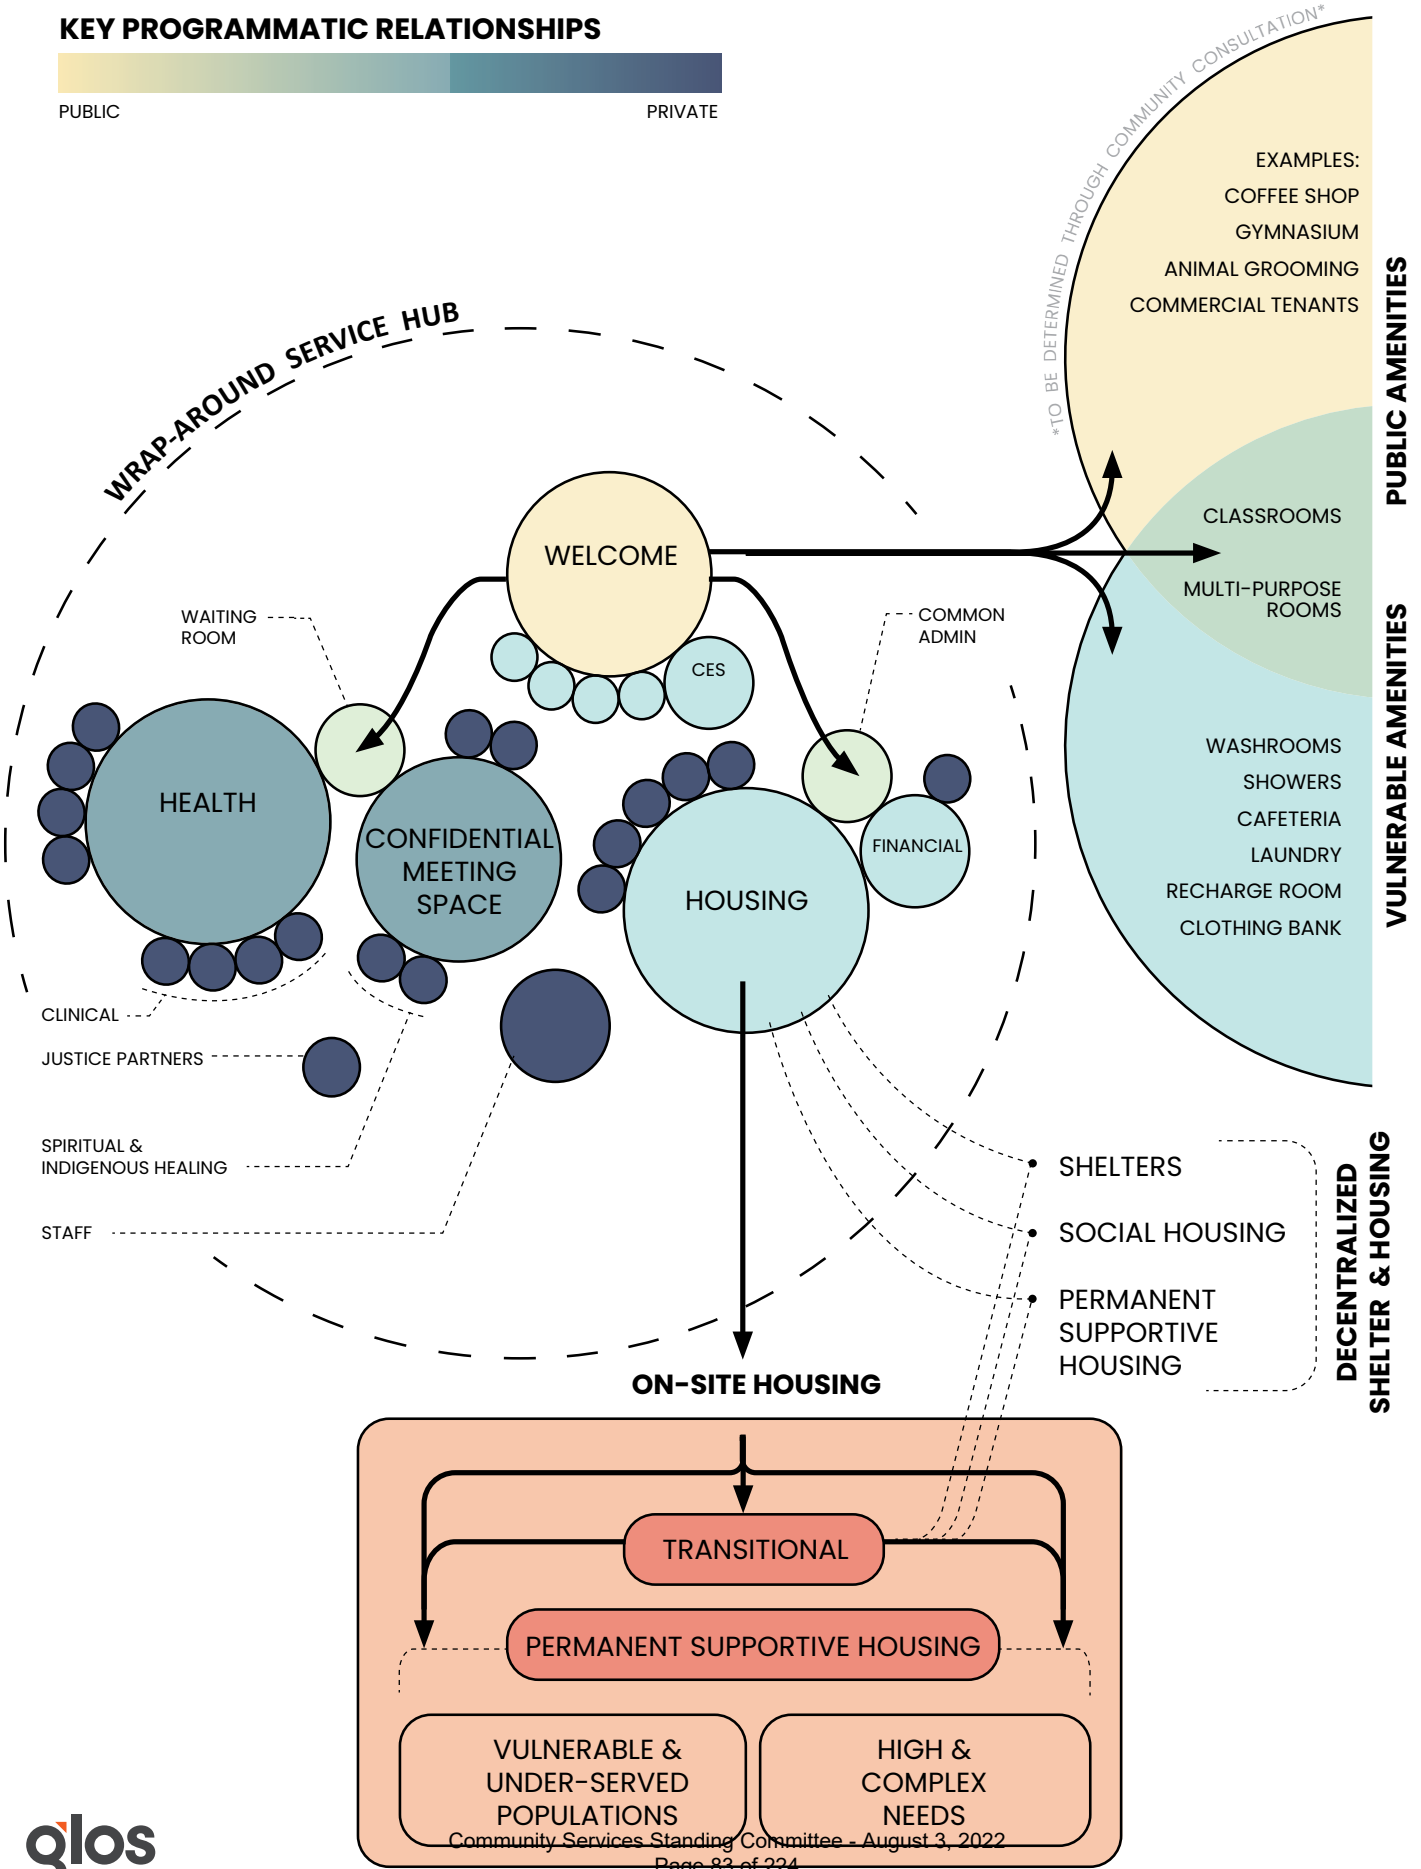 KEY PROGRAMMATIC RELATIONSHIPS
PUBLIC
PRIVATE
*TO BE DETERMINED THROUGH COMMUNITY CONSULTATION*
EXAMPLES:
COFFEE SHOP
GYMNASIUM
ANIMAL GROOMING
COMMERCIAL TENANTS
PUBLIC AMENITIES
CLASSROOMS
MULTI-PURPOSE
ROOMS
VULNERABLE AMENITIES
WASHROOMS
SHOWERS
CAFETERIA
LAUNDRY
RECHARGE ROOM
CLOTHING BANK
WRAP-AROUND SERVICE HUB
WELCOME
WAITING
ROOM
COMMON
ADMIN
CES
HEALTH
CONFIDENTIAL
MEETING
SPACE
HOUSING
FINANCIAL
CLINICAL
JUSTICE PARTNERS
SPIRITUAL &
INDIGENOUS HEALING
STAFF
SHELTERS
SOCIAL HOUSING
PERMANENT
SUPPORTIVE
HOUSING
DECENTRALIZED
SHELTER & HOUSING
ON-SITE HOUSING
TRANSITIONAL
PERMANENT SUPPORTIVE HOUSING
VULNERABLE &
UNDER-SERVED
POPULATIONS
HIGH &
COMPLEX
NEEDS
qlos
Community Services Standing Committee - August 3, 2022
Page 83 of 224